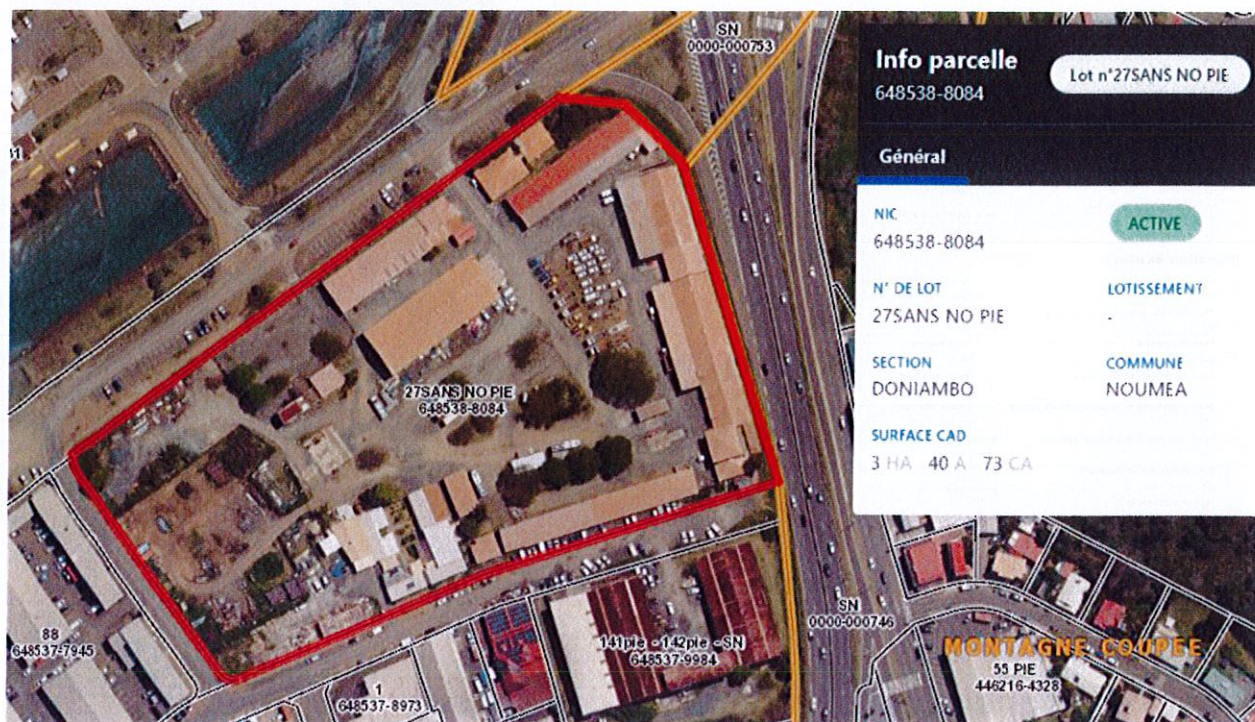 SN
0000-000753
Info parcelle
648538-8084
Lot n°27SANS NO PIE
Général
NIC
648538-8084
ACTIVE
N° DE LOT
27SANS NO PIE
LOTISSEMENT
-
SECTION
DONIAMBO
COMMUNE
NOUMEA
SURFACE CAD
3 HA 40 A 73 CA
27SANS NO PIE
648538-8084
88
648537-7945
1
648537-8973
141pie - 142pie - SN
648537-9984
SN
0000-000746
MONTAGNE COUPEE
55 PIE
446216-4328